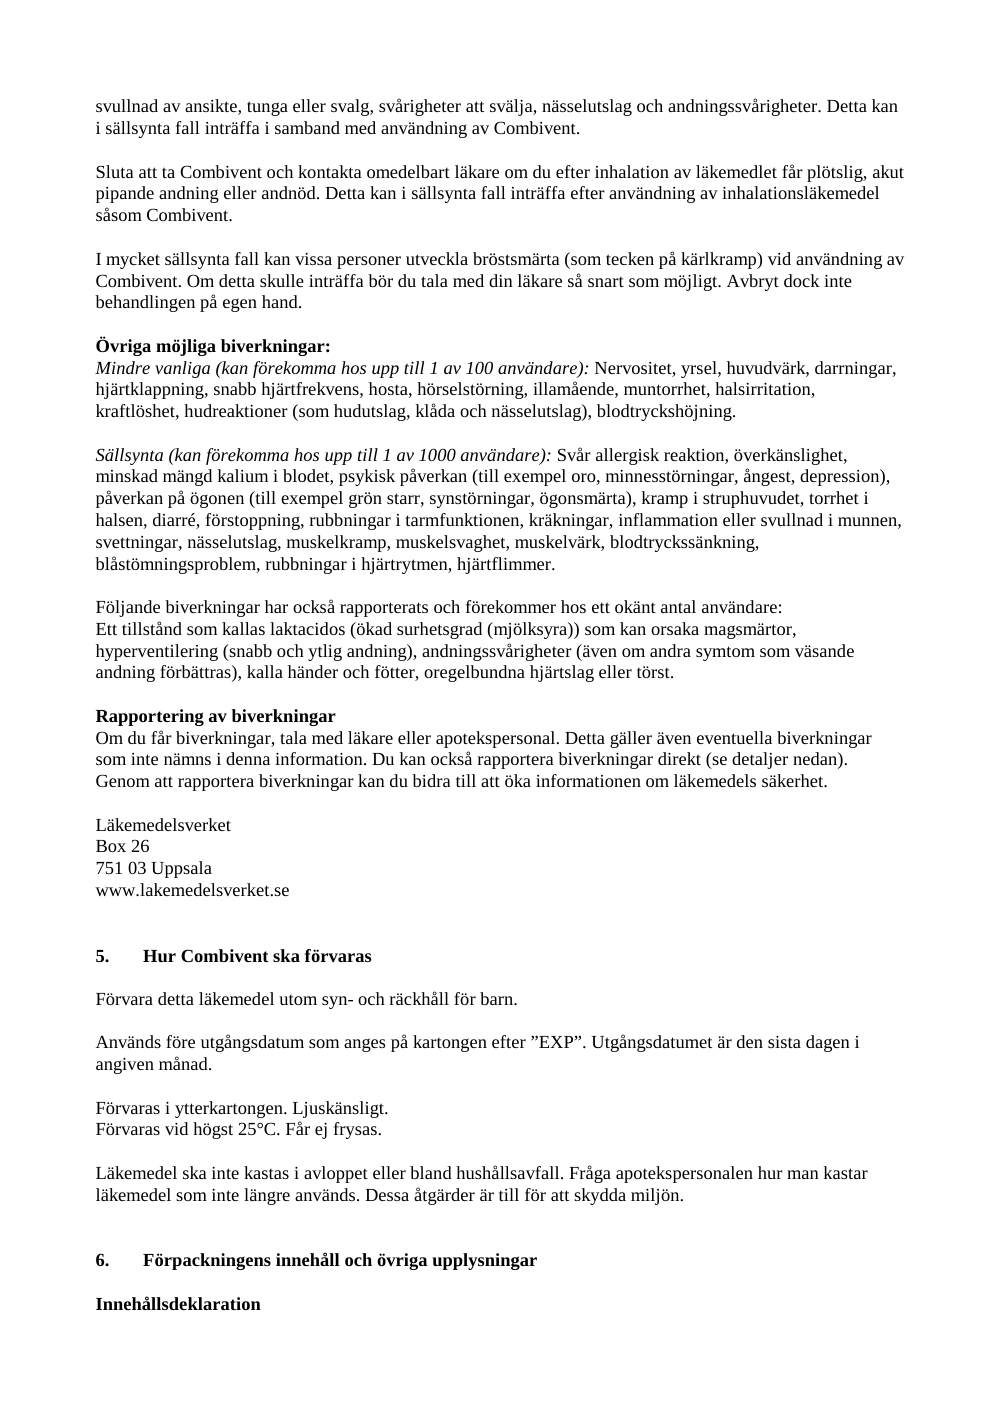 svullnad av ansikte, tunga eller svalg, svårigheter att svälja, nässelutslag och andningssvårigheter. Detta kan
i sällsynta fall inträffa i samband med användning av Combivent.
Sluta att ta Combivent och kontakta omedelbart läkare om du efter inhalation av läkemedlet får plötslig, akut
pipande andning eller andnöd. Detta kan i sällsynta fall inträffa efter användning av inhalationsläkemedel
såsom Combivent.
I mycket sällsynta fall kan vissa personer utveckla bröstsmärta (som tecken på kärlkramp) vid användning av
Combivent. Om detta skulle inträffa bör du tala med din läkare så snart som möjligt. Avbryt dock inte
behandlingen på egen hand.
Övriga möjliga biverkningar:
Mindre vanliga (kan förekomma hos upp till 1 av 100 användare): Nervositet, yrsel, huvudvärk, darrningar,
hjärtklappning, snabb hjärtfrekvens, hosta, hörselstörning, illamående, muntorrhet, halsirritation,
kraftlöshet, hudreaktioner (som hudutslag, klåda och nässelutslag), blodtryckshöjning.
Sällsynta (kan förekomma hos upp till 1 av 1000 användare): Svår allergisk reaktion, överkänslighet,
minskad mängd kalium i blodet, psykisk påverkan (till exempel oro, minnesstörningar, ångest, depression),
påverkan på ögonen (till exempel grön starr, synstörningar, ögonsmärta), kramp i struphuvudet, torrhet i
halsen, diarré, förstoppning, rubbningar i tarmfunktionen, kräkningar, inflammation eller svullnad i munnen,
svettningar, nässelutslag, muskelkramp, muskelsvaghet, muskelvärk, blodtryckssänkning,
blåstömningsproblem, rubbningar i hjärtrytmen, hjärtflimmer.
Följande biverkningar har också rapporterats och förekommer hos ett okänt antal användare:
Ett tillstånd som kallas laktacidos (ökad surhetsgrad (mjölksyra)) som kan orsaka magsmärtor,
hyperventilering (snabb och ytlig andning), andningssvårigheter (även om andra symtom som väsande
andning förbättras), kalla händer och fötter, oregelbundna hjärtslag eller törst.
Rapportering av biverkningar
Om du får biverkningar, tala med läkare eller apotekspersonal. Detta gäller även eventuella biverkningar
som inte nämns i denna information. Du kan också rapportera biverkningar direkt (se detaljer nedan).
Genom att rapportera biverkningar kan du bidra till att öka informationen om läkemedels säkerhet.
Läkemedelsverket
Box 26
751 03 Uppsala
www.lakemedelsverket.se
5. Hur Combivent ska förvaras
Förvara detta läkemedel utom syn- och räckhåll för barn.
Används före utgångsdatum som anges på kartongen efter ”EXP”. Utgångsdatumet är den sista dagen i
angiven månad.
Förvaras i ytterkartongen. Ljuskänsligt.
Förvaras vid högst 25°C. Får ej frysas.
Läkemedel ska inte kastas i avloppet eller bland hushållsavfall. Fråga apotekspersonalen hur man kastar
läkemedel som inte längre används. Dessa åtgärder är till för att skydda miljön.
6. Förpackningens innehåll och övriga upplysningar
Innehållsdeklaration